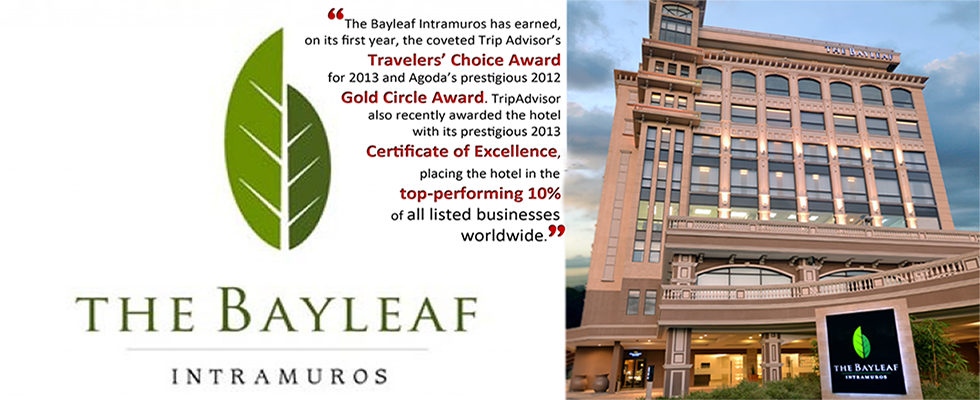 “The Bayleaf Intramuros has earned,
on its first year, the coveted Trip Advisor’s
Travelers’ Choice Award
for 2013 and Agoda’s prestigious 2012
Gold Circle Award. TripAdvisor
also recently awarded the hotel
with its prestigious 2013
Certificate of Excellence,
placing the hotel in the
top-performing 10%
of all listed businesses
worldwide.”
THE BAYLEAF
INTRAMUROS
THE BAYLEAF
THE BAYLEAF
INTRAMUROS